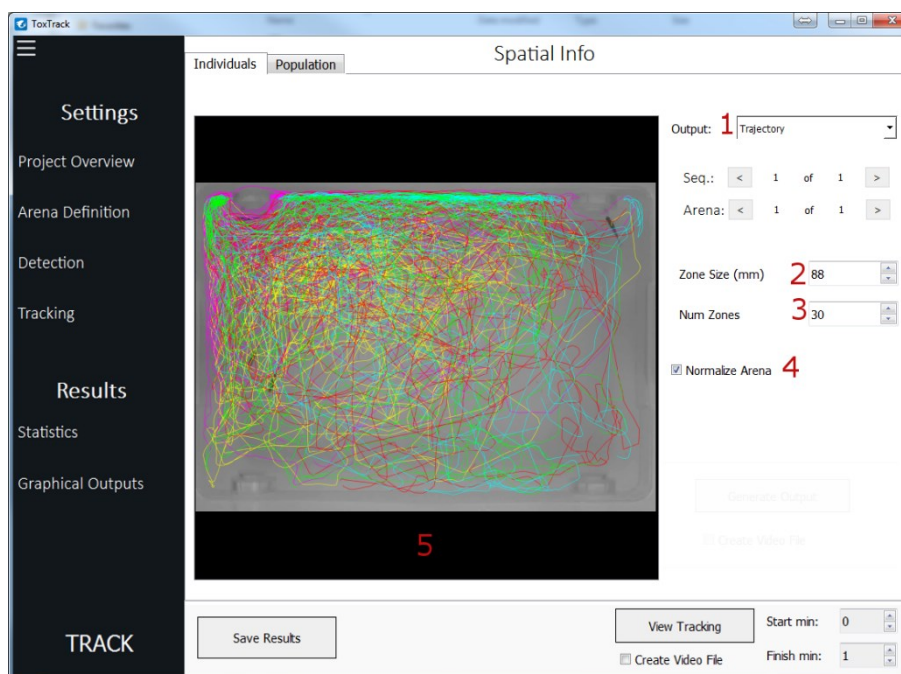 ToxTrack
Spatial Info
Individuals
Population
Settings
Project Overview
Arena Definition
Detection
Tracking
Results
Statistics
Graphical Outputs
TRACK
Output: 1 Trajectory
Seq.: < 1 of 1 >
Arena: < 1 of 1 >
Zone Size (mm) 2 88
Num Zones 3 30
Normalize Arena 4
Generate Output
Create Video File
5
Save Results
View Tracking
Create Video File
Start min: 0
Finish min: 1